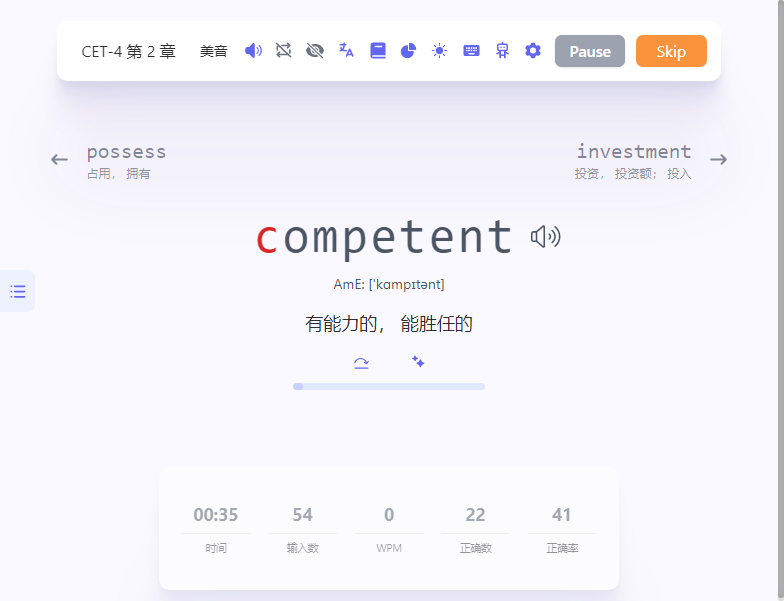 CET-4 第 2 章 美音 Pause Skip
possess
占用， 拥有
investment
投资， 投资额； 投入
competent
AmE: ['kɑmpɪtənt]
有能力的， 能胜任的
00:35 54 0 22 41
时间 输入数 WPM 正确数 正确率